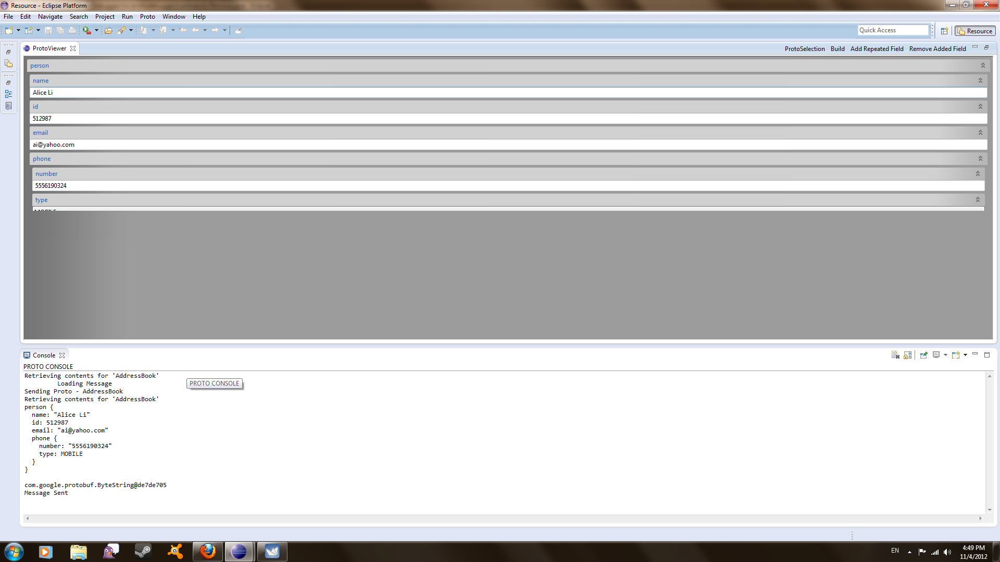 Resource - Eclipse Platform
File Edit Navigate Search Project Run Proto Window Help
Quick Access
Resource
ProtoViewer
ProtoSelection Build Add Repeated Field Remove Added Field
person
name
Alice Li
id
512987
email
ai@yahoo.com
phone
number
5556190324
type
MOBILE
Console
PROTO CONSOLE
Retrieving contents for 'AddressBook'
Loading Message
PROTO CONSOLE
Sending Proto - AddressBook
Retrieving contents for 'AddressBook'
person {
name: "Alice Li"
id: 512987
email: "ai@yahoo.com"
phone {
number: "5556190324"
type: MOBILE
}
}
com.google.protobuf.ByteString@de7de705
Message Sent
EN
4:49 PM
11/4/2012